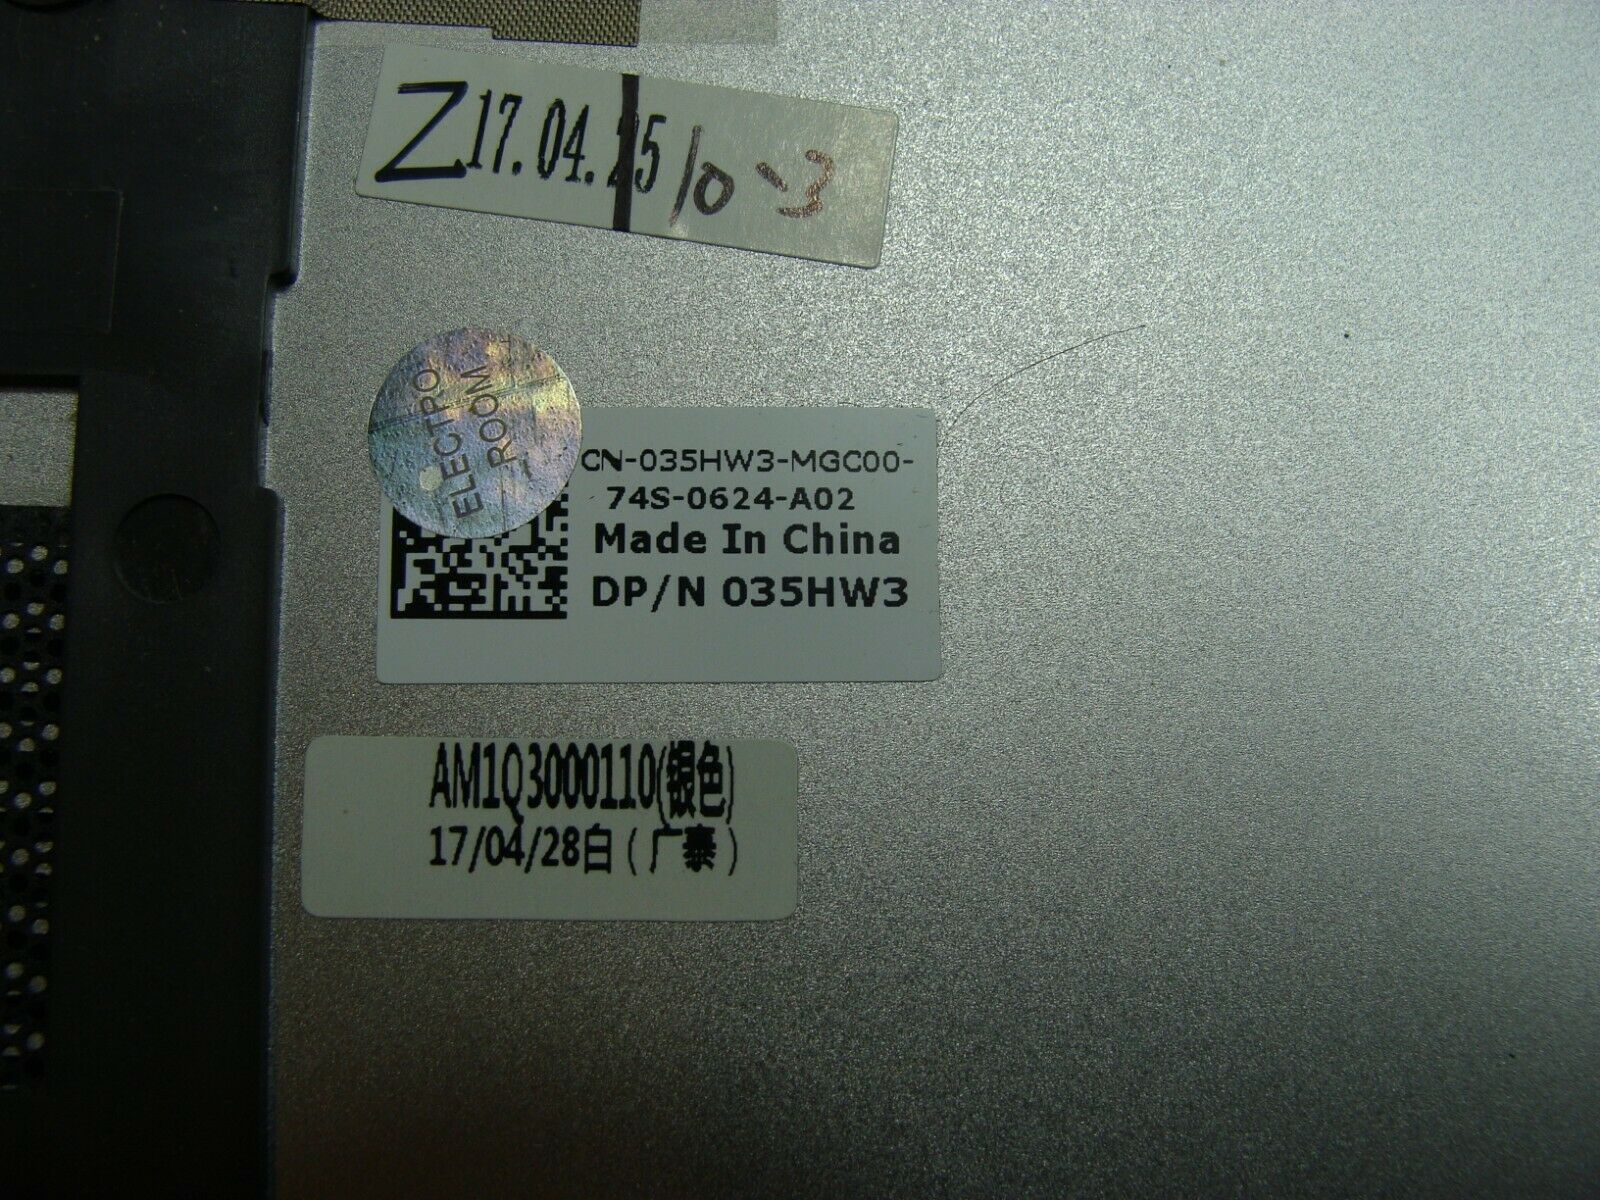 Z17.04.25/0-3
ELECTRO
ROOM
CN-035HW3-MGC00-
74S-0624-A02
Made In China
DP/N 035HW3
AM1Q3000110(银色)
17/04/28白(广泰)